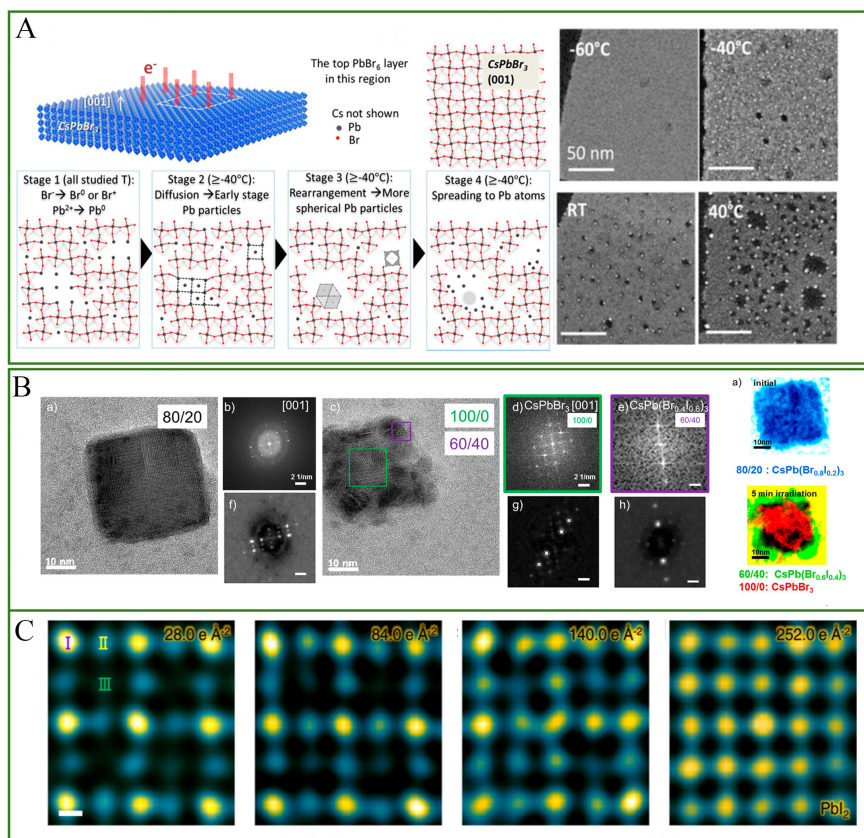 A
e-
[001]
CsPbBr3
The top PbBr6 layer
in this region
Cs not shown
Pb
Br
CsPbBr3
(001)
Stage 1 (all studied T):
Br-→ Br0 or Br+
Pb2+→ Pb0
Stage 2 (≥-40°C):
Diffusion →Early stage
Pb particles
Stage 3 (≥-40°C):
Rearrangement →More
spherical Pb particles
Stage 4 (≥-40°C):
Spreading to Pb atoms
-60°C
50 nm
-40°C
RT
40°C
B
a)
80/20
10 nm
b)
[001]
2 1/nm
f)
c)
100/0
60/40
10 nm
d)
CsPbBr3 [001]
100/0
2 1/nm
e)
CsPb(Br0.4I0.6)3
60/40
g)
h)
a)
initial
10nm
80/20 : CsPb(Br0.8I0.2)3
5 min irradiation
10nm
60/40: CsPb(Br0.6I0.4)3
100/0: CsPbBr3
C
I
II
III
28.0 e Å-2
84.0 e Å-2
140.0 e Å-2
252.0 e Å-2
PbI2